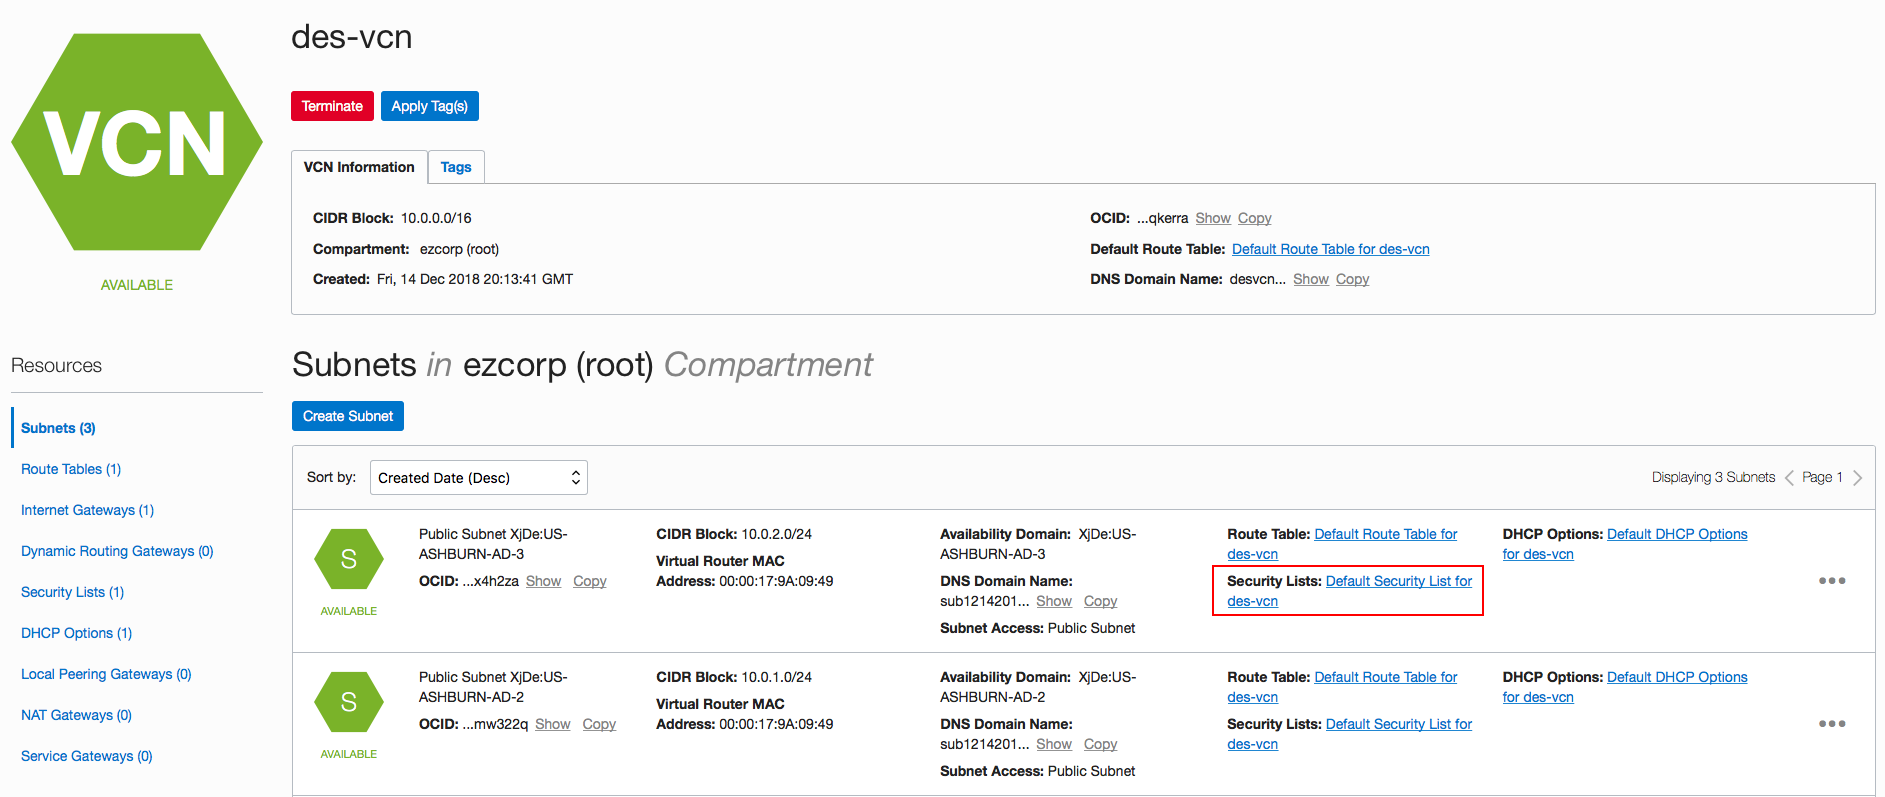 VCN
AVAILABLE
des-vcn
Terminate Apply Tag(s)
VCN Information Tags
CIDR Block: 10.0.0.0/16
Compartment: ezcorp (root)
Created: Fri, 14 Dec 2018 20:13:41 GMT
OCID: ...qkerra Show Copy
Default Route Table: Default Route Table for des-vcn
DNS Domain Name: desvcn... Show Copy
Resources
Subnets (3)
Route Tables (1)
Internet Gateways (1)
Dynamic Routing Gateways (0)
Security Lists (1)
DHCP Options (1)
Local Peering Gateways (0)
NAT Gateways (0)
Service Gateways (0)
Subnets in ezcorp (root) Compartment
Create Subnet
Sort by: Created Date (Desc)
Displaying 3 Subnets Page 1
S
AVAILABLE
Public Subnet XjDe:US-
ASHBURN-AD-3
OCID: ...x4h2za Show Copy
CIDR Block: 10.0.2.0/24
Virtual Router MAC
Address: 00:00:17:9A:09:49
Availability Domain: XjDe:US-
ASHBURN-AD-3
DNS Domain Name:
sub1214201... Show Copy
Subnet Access: Public Subnet
Route Table: Default Route Table for
des-vcn
Security Lists: Default Security List for
des-vcn
DHCP Options: Default DHCP Options
for des-vcn
S
AVAILABLE
Public Subnet XjDe:US-
ASHBURN-AD-2
OCID: ...mw322q Show Copy
CIDR Block: 10.0.1.0/24
Virtual Router MAC
Address: 00:00:17:9A:09:49
Availability Domain: XjDe:US-
ASHBURN-AD-2
DNS Domain Name:
sub1214201... Show Copy
Subnet Access: Public Subnet
Route Table: Default Route Table for
des-vcn
Security Lists: Default Security List for
des-vcn
DHCP Options: Default DHCP Options
for des-vcn